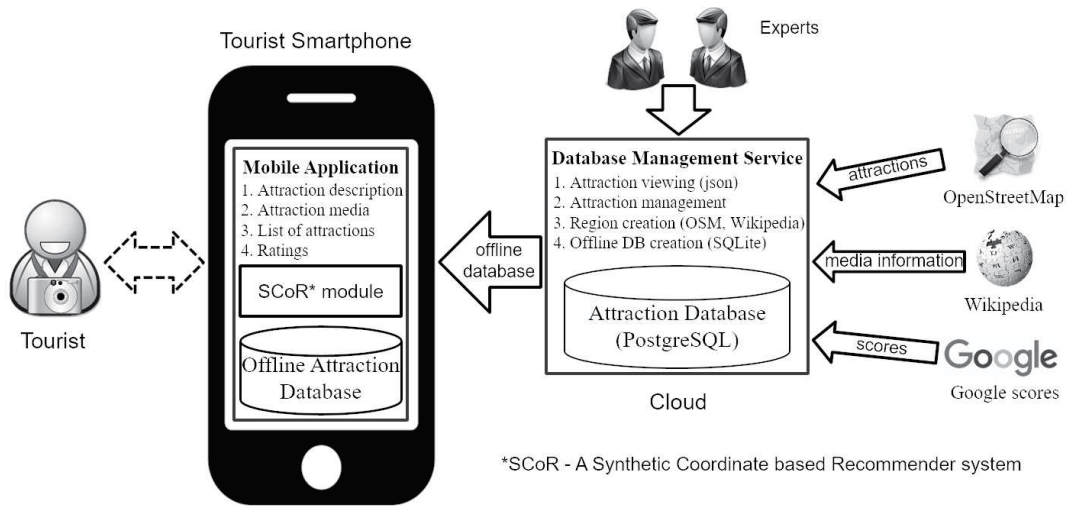 Tourist Smartphone
Experts
Mobile Application
1. Attraction description
2. Attraction media
3. List of attractions
4. Ratings
SCoR* module
Offline Attraction
Database
Tourist
offline
database
Database Management Service
1. Attraction viewing (json)
2. Attraction management
3. Region creation (OSM, Wikipedia)
4. Offline DB creation (SQLite)
Attraction Database
(PostgreSQL)
Cloud
attractions
OpenStreetMap
media information
Wikipedia
scores
Google
Google scores
*SCoR - A Synthetic Coordinate based Recommender system